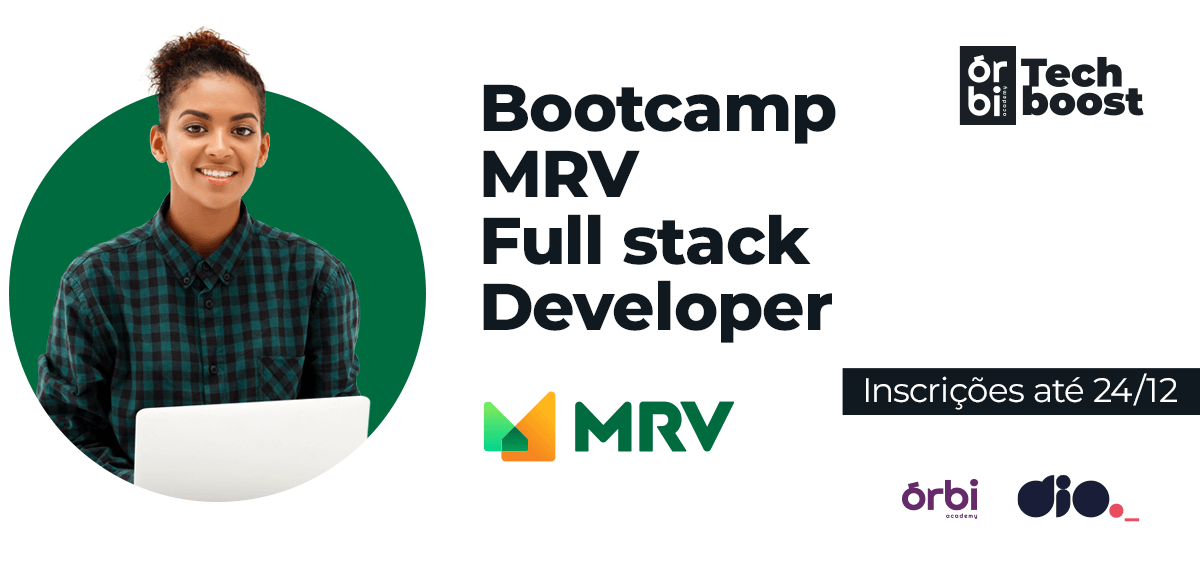 Bootcamp
MRV
Full stack
Developer
MRV
órbi
academy
Tech
boost
Inscrições até 24/12
órbi
academy
dio._